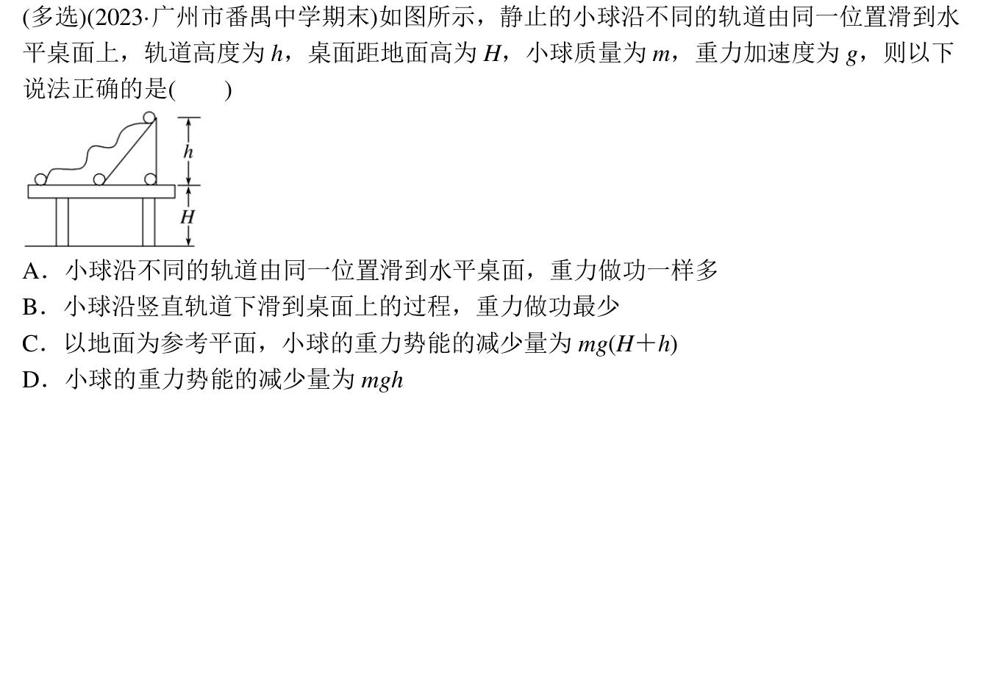 (多选)(2023·广州市番禺中学期末)如图所示，静止的小球沿不同的轨道由同一位置滑到水
平桌面上，轨道高度为 h，桌面距地面高为 H，小球质量为 m，重力加速度为 g，则以下
说法正确的是(　　)
h
H
A．小球沿不同的轨道由同一位置滑到水平桌面，重力做功一样多
B．小球沿竖直轨道下滑到桌面上的过程，重力做功最少
C．以地面为参考平面，小球的重力势能的减少量为 mg(H＋h)
D．小球的重力势能的减少量为 mgh